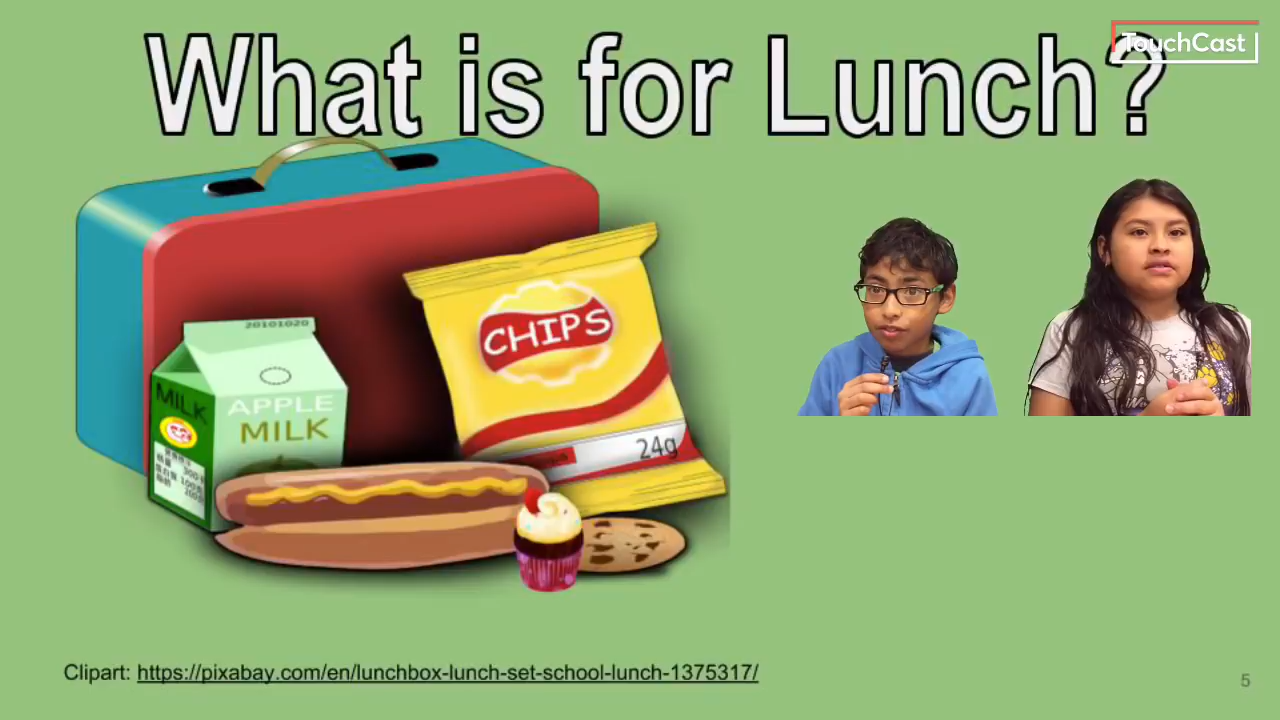 What is for Lunch?
TouchCast
20101020
CHIPS
MILK
APPLE
MILK
24g
Clipart: https://pixabay.com/en/lunchbox-lunch-set-school-lunch-1375317/
5